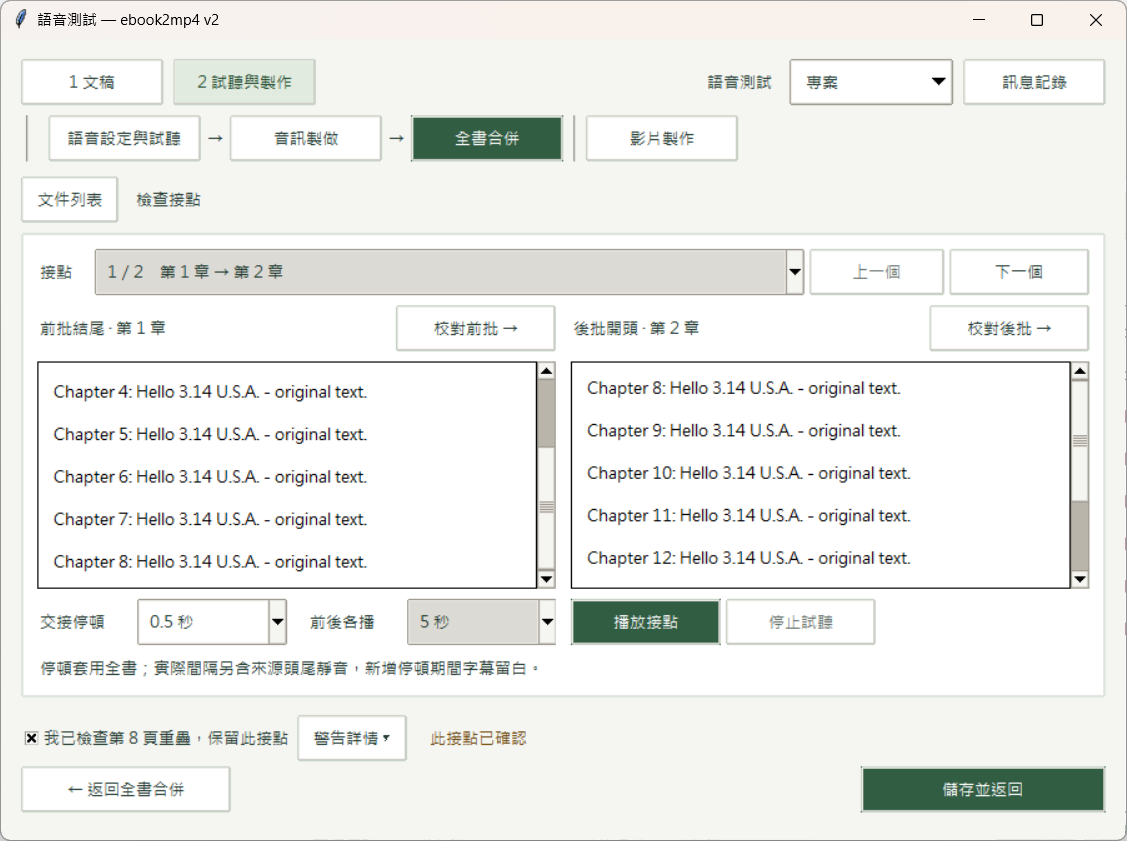 語音測試 — ebook2mp4 v2
1 文稿 2 試聽與製作 語音測試 專案 訊息記錄
語音設定與試聽 → 音訊製做 → 全書合併 影片製作
文件列表 檢查接點
接點 1 / 2 第 1 章 → 第 2 章 上一個 下一個
前批結尾 · 第 1 章 校對前批 → 後批開頭 · 第 2 章 校對後批 →
Chapter 4: Hello 3.14 U.S.A. - original text.
Chapter 5: Hello 3.14 U.S.A. - original text.
Chapter 6: Hello 3.14 U.S.A. - original text.
Chapter 7: Hello 3.14 U.S.A. - original text.
Chapter 8: Hello 3.14 U.S.A. - original text.
Chapter 8: Hello 3.14 U.S.A. - original text.
Chapter 9: Hello 3.14 U.S.A. - original text.
Chapter 10: Hello 3.14 U.S.A. - original text.
Chapter 11: Hello 3.14 U.S.A. - original text.
Chapter 12: Hello 3.14 U.S.A. - original text.
交接停頓 0.5 秒 前後各播 5 秒 播放接點 停止試聽
停頓套用全書；實際間隔另含來源頭尾靜音，新增停頓期間字幕留白。
我已檢查第 8 頁重疊，保留此接點 警告詳情 ▾ 此接點已確認
← 返回全書合併 儲存並返回